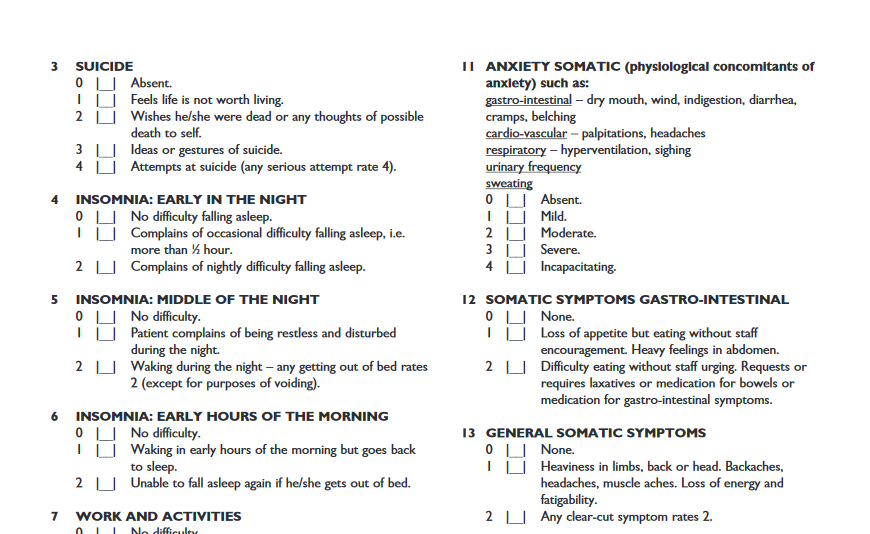 3 SUICIDE
0 |__| Absent.
1 |__| Feels life is not worth living.
2 |__| Wishes he/she were dead or any thoughts of possible
death to self.
3 |__| Ideas or gestures of suicide.
4 |__| Attempts at suicide (any serious attempt rate 4).
4 INSOMNIA: EARLY IN THE NIGHT
0 |__| No difficulty falling asleep.
1 |__| Complains of occasional difficulty falling asleep, i.e.
more than ½ hour.
2 |__| Complains of nightly difficulty falling asleep.
5 INSOMNIA: MIDDLE OF THE NIGHT
0 |__| No difficulty.
1 |__| Patient complains of being restless and disturbed
during the night.
2 |__| Waking during the night – any getting out of bed rates
2 (except for purposes of voiding).
6 INSOMNIA: EARLY HOURS OF THE MORNING
0 |__| No difficulty.
1 |__| Waking in early hours of the morning but goes back
to sleep.
2 |__| Unable to fall asleep again if he/she gets out of bed.
7 WORK AND ACTIVITIES
0 |__| No difficulty.
11 ANXIETY SOMATIC (physiological concomitants of
anxiety) such as:
gastro-intestinal – dry mouth, wind, indigestion, diarrhea,
cramps, belching
cardio-vascular – palpitations, headaches
respiratory – hyperventilation, sighing
urinary frequency
sweating
0 |__| Absent.
1 |__| Mild.
2 |__| Moderate.
3 |__| Severe.
4 |__| Incapacitating.
12 SOMATIC SYMPTOMS GASTRO-INTESTINAL
0 |__| None.
1 |__| Loss of appetite but eating without staff
encouragement. Heavy feelings in abdomen.
2 |__| Difficulty eating without staff urging. Requests or
requires laxatives or medication for bowels or
medication for gastro-intestinal symptoms.
13 GENERAL SOMATIC SYMPTOMS
0 |__| None.
1 |__| Heaviness in limbs, back or head. Backaches,
headaches, muscle aches. Loss of energy and
fatigability.
2 |__| Any clear-cut symptom rates 2.